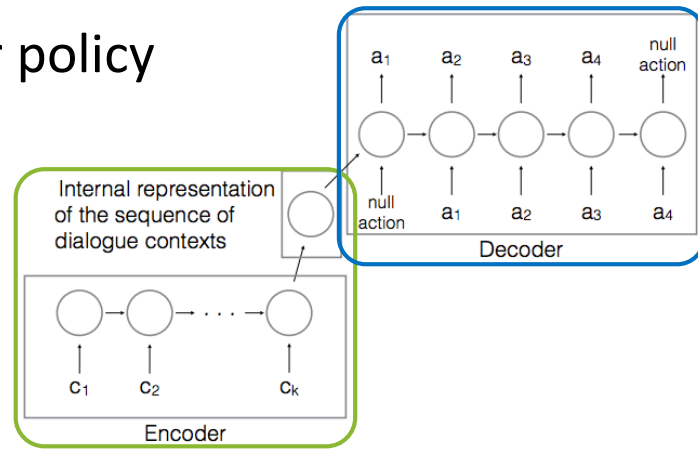 policy
a1 a2 a3 a4 null action
null action a1 a2 a3 a4
Decoder
Internal representation
of the sequence of
dialogue contexts
c1 c2 . . . ck
Encoder